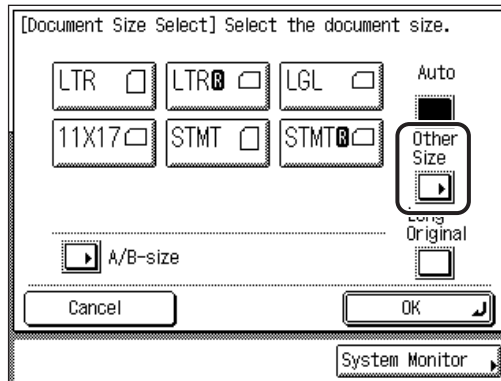 [Document Size Select] Select the document size.
LTR LTR R LGL Auto
11X17 STMT STMT R Other
Size
Long
Original
A/B-size
Cancel OK
System Monitor